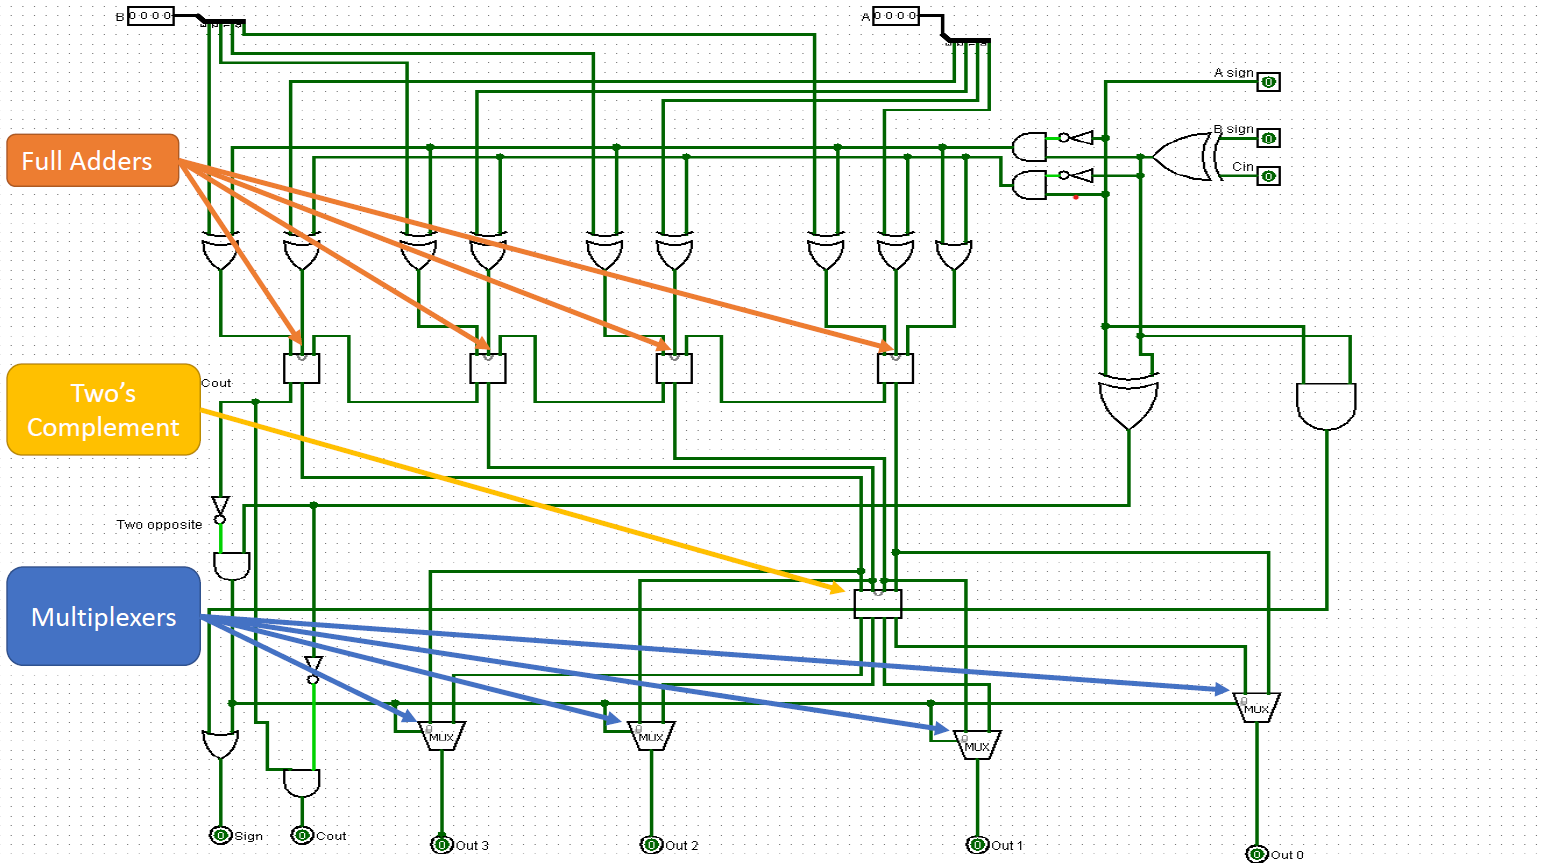 B 0 0 0 0
A 0 0 0 0
A sign 0
B sign 0
Cin 0
Full Adders
Two's
Complement
Cout
Two opposite
Multiplexers
MUX
MUX
MUX
MUX
0 Sign
0 Cout
0 Out 3
0 Out 2
0 Out 1
0 Out 0